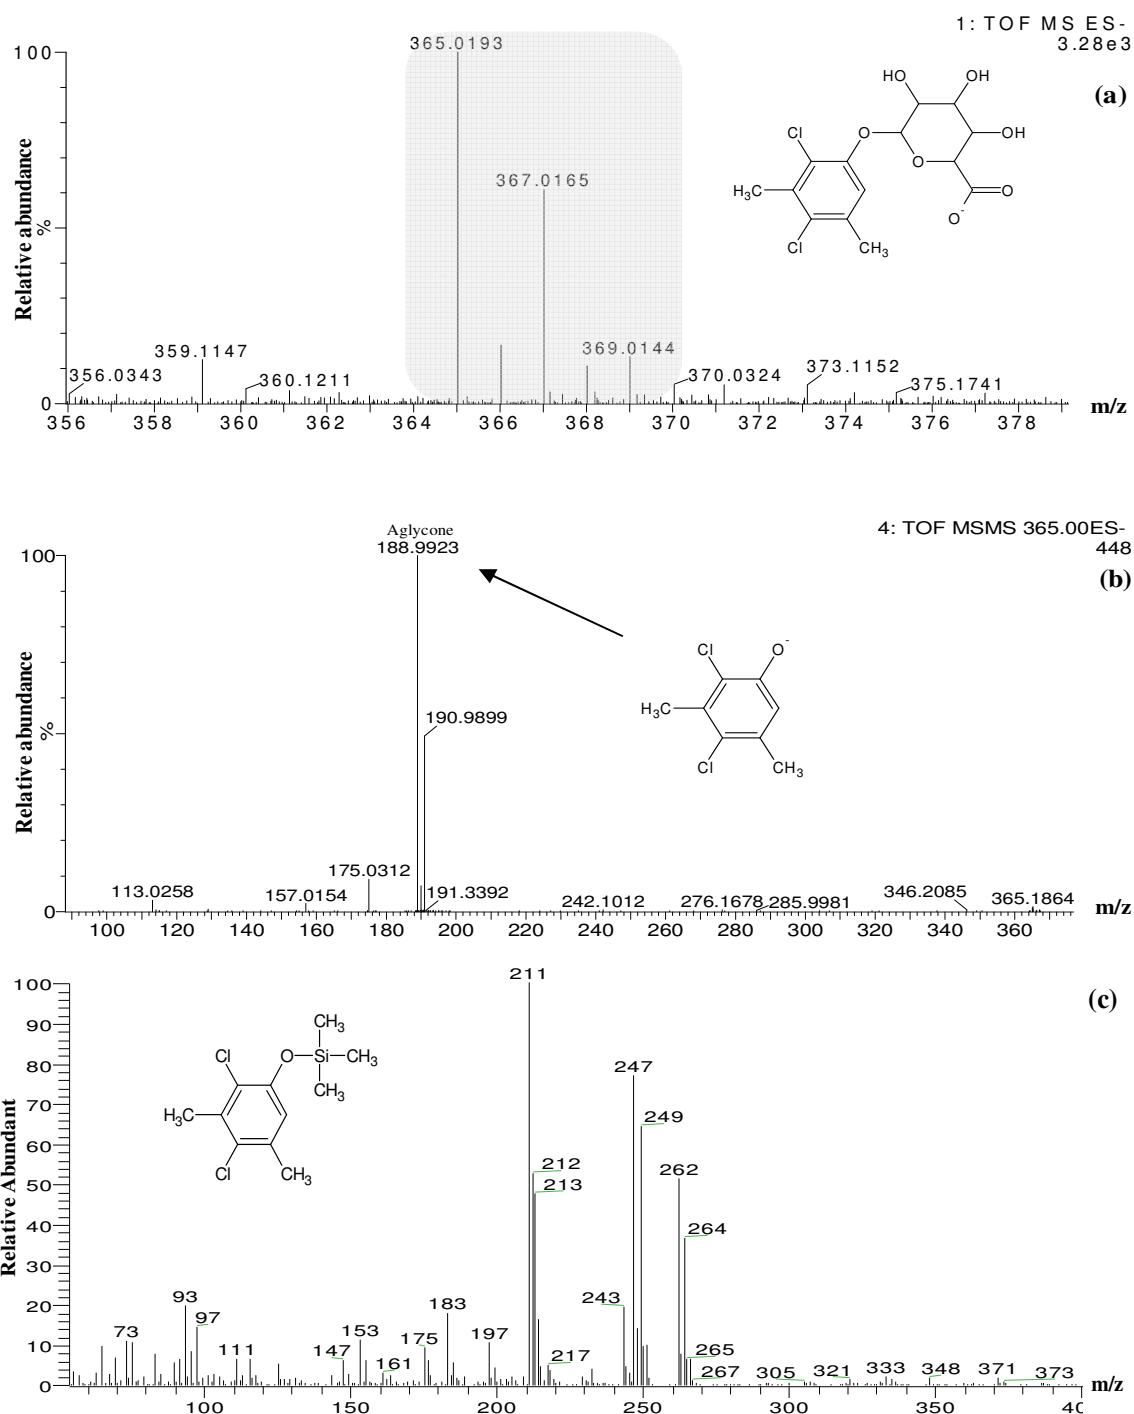 1: TOF MS ES-
3.28e3
(a)
365.0193
100
367.0165
369.0144
359.1147
356.0343
360.1211
370.0324
373.1152
375.1741
%
0
Relative abundance
356 358 360 362 364 366 368 370 372 374 376 378
m/z
HO OH
Cl O OH
O
H3C O
O-
Cl CH3
4: TOF MSMS 365.00ES-
448
(b)
Aglycone
188.9923
100
190.9899
175.0312
113.0258
157.0154
191.3392
242.1012
276.1678
285.9981
346.2085
365.1864
%
0
Relative abundance
100 120 140 160 180 200 220 240 260 280 300 320 340 360
m/z
Cl O-
H3C
Cl CH3
(c)
211
100
90
80
70
60
50
40
30
20
10
0
Relative Abundant
247
249
212
213
262
264
243
93
97
183
73
111
147
153
161
175
197
217
265
267
305
321
333
348
371
373
100 150 200 250 300 350 40
m/z
CH3
Cl O Si CH3
CH3
H3C
Cl CH3